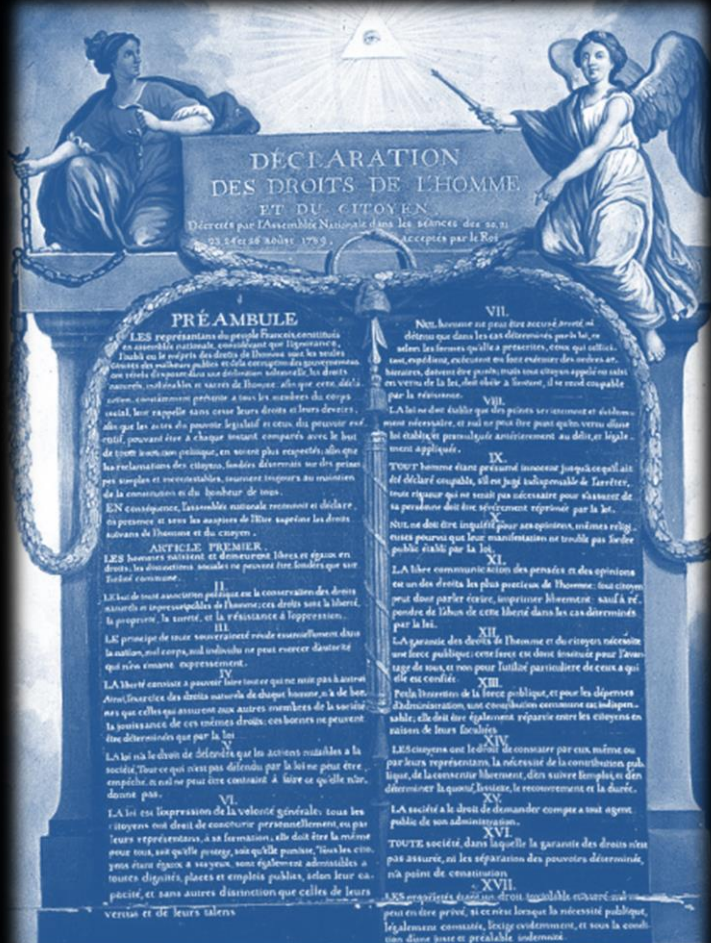 DÉCLARATION
DES DROITS DE L'HOMME
ET DU CITOYEN
Décretés par l'Assemblée Nationale dans les séances des 20, 21
23, 24 et 26 Août 1789, acceptés par le Roi
PRÉAMBULE
LES représentans du peuple François, constitués
en assemblée nationale, considérant que l'ignorance,
l'oubli ou le mépris des droits de l'homme sont les seules
causes des malheurs publics et de la corruption des gouvernemens
ont résolu d'exposer dans une déclaration solemnelle, les droits
naturels, inaliénables et sacrés de l'homme: afin que cette décla
ration, constamment présente à tous les membres du corps
social, leur rappelle sans cesse leurs droits et leurs devoirs,
afin que les actes du pouvoir législatif et ceux du pouvoir exé
cutif, pouvant être à chaque instant comparés avec le but
de toute institution politique, en soient plus respectés; afin que
les réclamations des citoyens, fondées désormais sur des princi
pes simples et incontestables, tournent toujours au maintien
de la constitution et du bonheur de tous.
EN conséquence, l'assemblée nationale reconnoit et déclare,
en présence et sous les auspices de l'Etre suprême les droits
suivans de l'homme et du citoyen.
ARTICLE PREMIER.
LES hommes naissent et demeurent libres et égaux en
droits; les distinctions sociales ne peuvent être fondées que sur
l'utilité commune.
II.
LE but de toute association politique est la conservation des droits
naturels et imprescriptibles de l'homme; ces droits sont la liberté,
la propriété, la sureté, et la résistance à l'oppression.
III.
LE principe de toute souveraineté réside essentiellement dans
la nation, nul corps, nul individu ne peut exercer d'autorité
qui n'en émane expressement.
IV.
LA liberté consiste à pouvoir faire tout ce qui ne nuit pas à autrui
Ainsi, l'exercice des droits naturels de chaque homme, n'a de bor-
nes que celles qui assurent aux autres membres de la société
la jouissance de ces mêmes droits; ces bornes ne peuvent
être déterminées que par la loi
V.
LA loi n'a le droit de défendre que les actions nuisibles à la
société. Tout ce qui n'est pas défendu par la loi ne peut être
empêché, et nul ne peut être contraint à faire ce qu'elle n'or-
donne pas.
VI.
LA loi est l'expression de la volonté générale; tous les
citoyens ont droit de concourir personnellement, ou par
leurs représentans, à sa formation; elle doit être la même
pour tous, soit qu'elle protege, soit qu'elle punisse, Tous les cito-
yens étant égaux à ses yeux, sont également admissibles à
toutes dignités, places et emplois publics, selon leur ca-
pacité, et sans autres distinction que celles de leurs
vertus et de leurs talens
VII.
NUL homme ne peut être accusé, arreté, ni
détenu que dans les cas déterminés par la loi, et
selon les formes qu'elle a prescrites, ceux qui sollici-
tent, expédient, exécutent ou font exécuter des ordres ar-
bitraires, doivent être punis; mais tout citoyen appelé ou saisi
en vertu de la loi, doit obéir à l'instant, il se rend coupable
par la résistance.
VIII.
LA loi ne doit établir que des peines strictement et évidem-
ment nécessaire, et nul ne peut être puni qu'en vertu d'une
loi établie et promulguée antérieurement au délit, et légale-
ment appliquée.
IX.
TOUT homme étant présumé innocent jusqu'à ce qu'il ait
été déclaré coupable, s'il est jugé indispensable de l'arrêter,
toute rigueur qui ne serait pas nécessaire pour s'assurer de
sa personne doit être sévèrement réprimée par la loi.
X.
NUL ne doit être inquiété pour ses opinions, mêmes religi-
euses pourvu que leur manifestation ne trouble pas l'ordre
public établi par la loi.
XI.
LA libre communication des pensées et des opinions
est un des droits les plus precieux de l'homme; tout citoyen
peut donc parler écrire, imprimer librement: sauf à ré-
pondre de l'abus de cette liberté dans les cas déterminés
par la loi.
XII.
LA garantie des droits de l'homme et du citoyen nécessite
une force publique; cette force est donc instituée pour l'avan-
tage de tous, et non pour l'utilité particuliere de ceux a qui
elle est confiée.
XIII.
Pour l'entretien de la force publique, et pour les dépenses
d'administration, une contribution commune est indispen-
sable; elle doit être également répartie entre les citoyens en
raison de leurs facultées
XIV.
LES citoyens ont le droit de constater par eux même ou
par leurs représentans, la nécessité de la contribution pub-
lique, de la consentir librement, d'en suivre l'emploi, et d'en
déterminer la quotité, l'assiette, le recouvrement et la durée.
XV.
LA société a le droit de demander compte a tout agent
public de son administration.
XVI.
TOUTE société, dans laquelle la garantie des droits n'est
pas assurée, ni les séparation des pouvoirs déterminée,
n'a point de constitution
XVII.
LES propriétés étant un droit inviolable et sacré, nul ne
peut en être privé, si ce n'est lorsque la nécessité publique,
légalement constatée, l'exige evidemment, et sous la condi-
tion d'une juste et préalable indemnité.